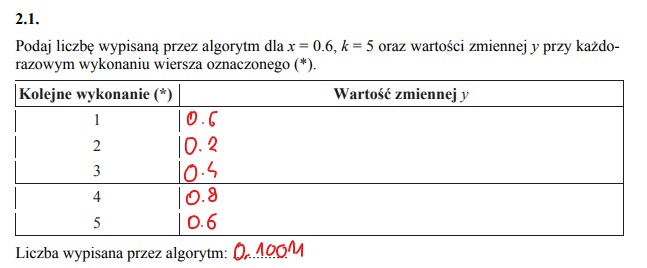 2.1.
Podaj liczbę wypisaną przez algorytm dla x = 0.6, k = 5 oraz wartości zmiennej y przy każdo-
razowym wykonaniu wiersza oznaczonego (*).
Kolejne wykonanie (*) Wartość zmiennej y
1 0.6
2 0.2
3 0.4
4 0.8
5 0.6
Liczba wypisana przez algorytm: 0.10011